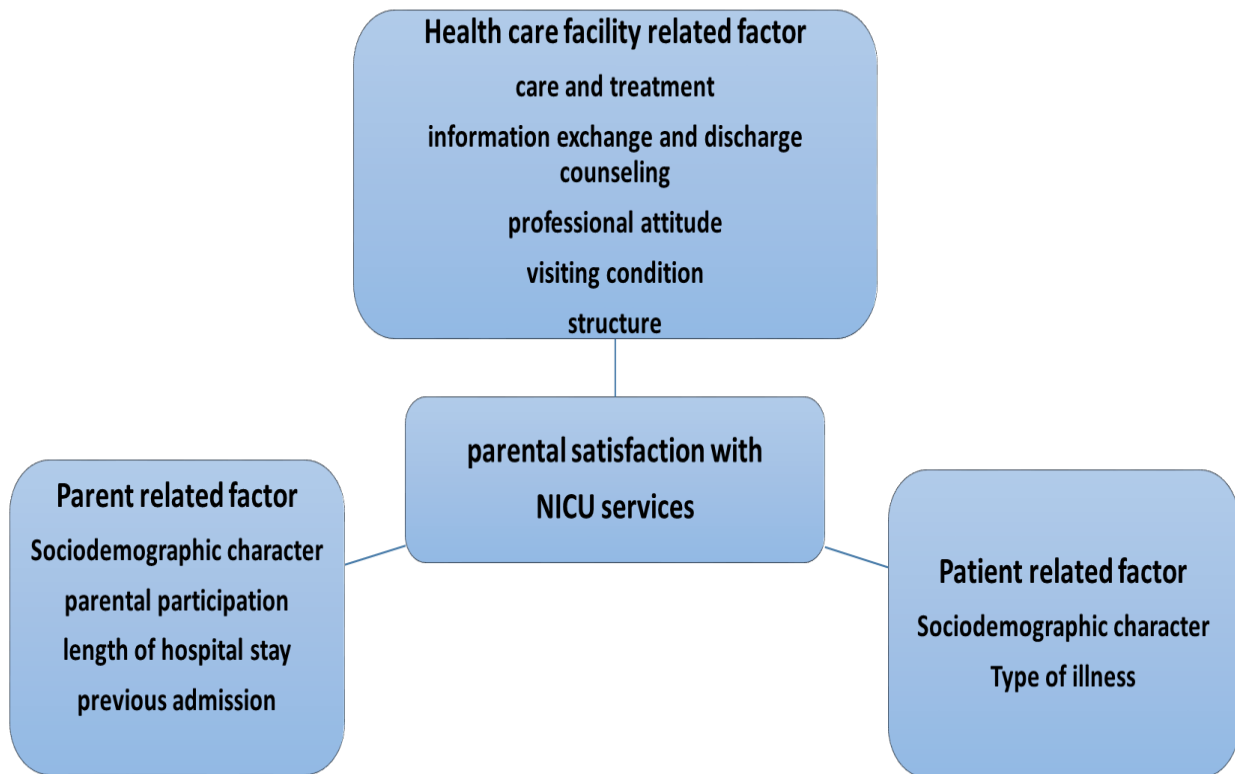 Health care facility related factor
care and treatment
information exchange and discharge
counseling
professional attitude
visiting condition
structure
parental satisfaction with
NICU services
Parent related factor
Sociodemographic character
parental participation
length of hospital stay
previous admission
Patient related factor
Sociodemographic character
Type of illness